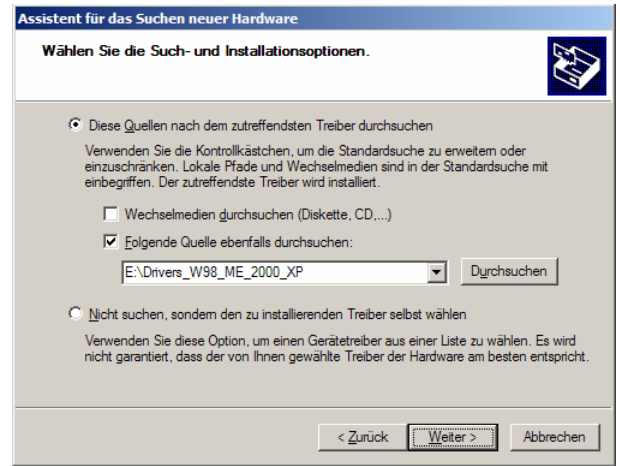 Assistent für das Suchen neuer Hardware
Wählen Sie die Such- und Installationsoptionen.
Diese Quellen nach dem zutreffendsten Treiber durchsuchen
Verwenden Sie die Kontrollkästchen, um die Standardsuche zu erweitern oder
einzuschränken. Lokale Pfade und Wechselmedien sind in der Standardsuche mit
einbegriffen. Der zutreffendste Treiber wird installiert.
Wechselmedien durchsuchen (Diskette, CD,...)
Folgende Quelle ebenfalls durchsuchen:
E:\Drivers_W98_ME_2000_XP
Durchsuchen
Nicht suchen, sondern den zu installierenden Treiber selbst wählen
Verwenden Sie diese Option, um einen Gerätetreiber aus einer Liste zu wählen. Es wird
nicht garantiert, dass der von Ihnen gewählte Treiber der Hardware am besten entspricht.
< Zurück Weiter > Abbrechen